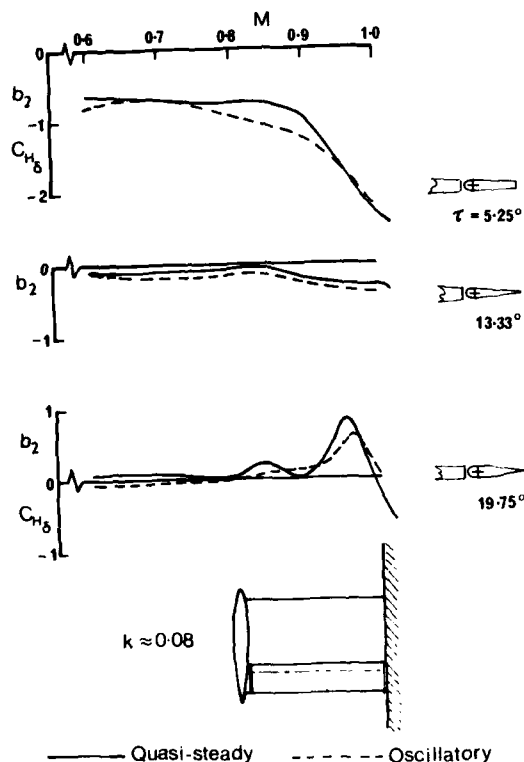 M
0·6 0·7 0·8 0·9 1·0
0
b2
-1
CHδ
-2
τ = 5·25°
0
b2
-1
13·33°
1
b2
0
CHδ
-1
19·75°
k ≈ 0·08
Quasi-steady Oscillatory